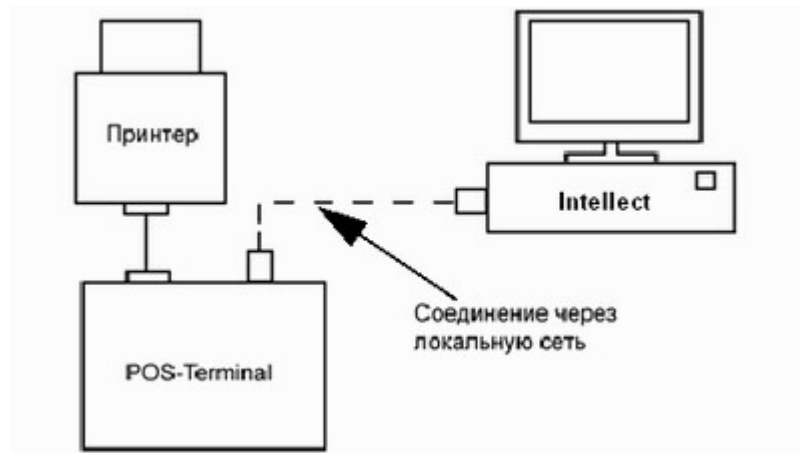 Принтер
Intellect
Соединение через
локальную сеть
POS-Terminal